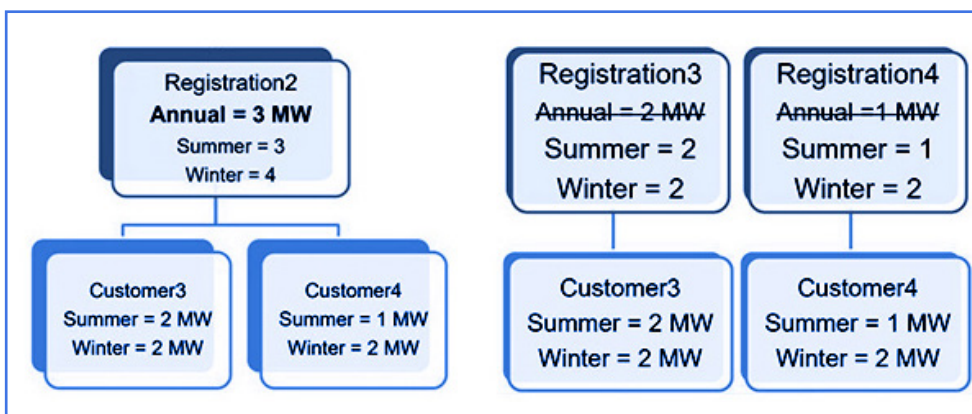 Registration2
Annual = 3 MW
Summer = 3
Winter = 4
Customer3
Summer = 2 MW
Winter = 2 MW
Customer4
Summer = 1 MW
Winter = 2 MW
Registration3
Annual = 2 MW
Summer = 2
Winter = 2
Registration4
Annual =1 MW
Summer = 1
Winter = 2
Customer3
Summer = 2 MW
Winter = 2 MW
Customer4
Summer = 1 MW
Winter = 2 MW